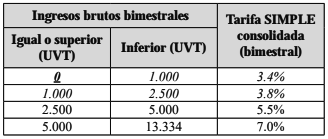 Ingresos brutos bimestrales
Tarifa SIMPLE
consolidada
(bimestral)
Igual o superior
(UVT)
Inferior (UVT)
0 1.000 3.4%
1.000 2.500 3.8%
2.500 5.000 5.5%
5.000 13.334 7.0%